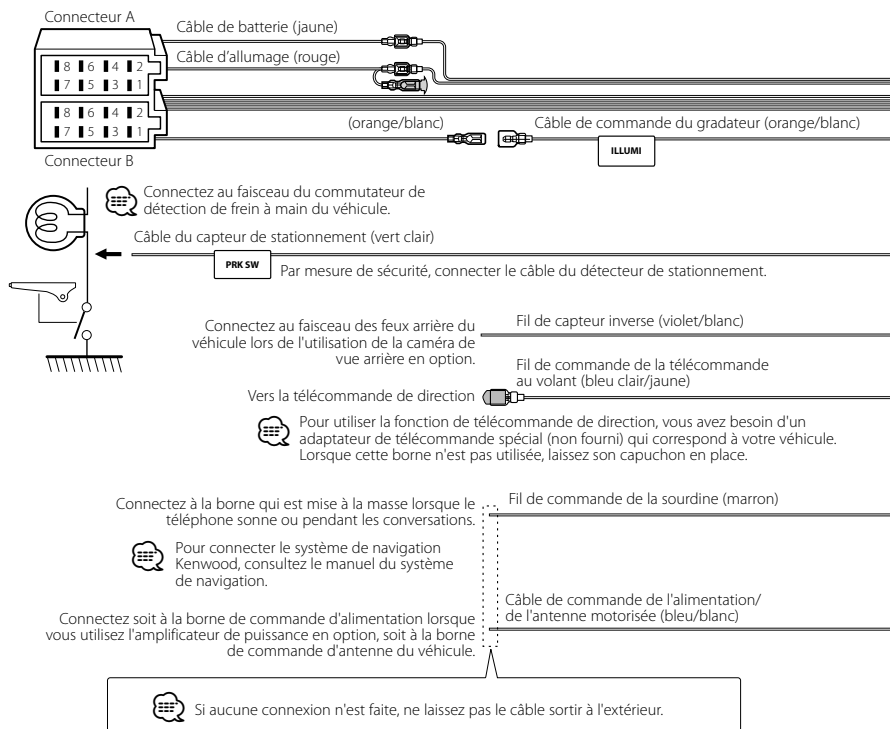 Connecteur A
Câble de batterie (jaune)
Câble d'allumage (rouge)
8 6 4 2
7 5 3 1
8 6 4 2
7 5 3 1
(orange/blanc)
Câble de commande du gradateur (orange/blanc)
ILLUMI
Connecteur B
Connectez au faisceau du commutateur de
détection de frein à main du véhicule.
Câble du capteur de stationnement (vert clair)
PRK SW
Par mesure de sécurité, connecter le câble du détecteur de stationnement.
Connectez au faisceau des feux arrière du
véhicule lors de l'utilisation de la caméra de
vue arrière en option.
Fil de capteur inverse (violet/blanc)
Fil de commande de la télécommande
au volant (bleu clair/jaune)
Vers la télécommande de direction
Pour utiliser la fonction de télécommande de direction, vous avez besoin d'un
adaptateur de télécommande spécial (non fourni) qui correspond à votre véhicule.
Lorsque cette borne n'est pas utilisée, laissez son capuchon en place.
Connectez à la borne qui est mise à la masse lorsque le
téléphone sonne ou pendant les conversations.
Fil de commande de la sourdine (marron)
Pour connecter le système de navigation
Kenwood, consultez le manuel du système
de navigation.
Câble de commande de l'alimentation/
de l'antenne motorisée (bleu/blanc)
Connectez soit à la borne de commande d'alimentation lorsque
vous utilisez l'amplificateur de puissance en option, soit à la borne
de commande d'antenne du véhicule.
Si aucune connexion n'est faite, ne laissez pas le câble sortir à l'extérieur.